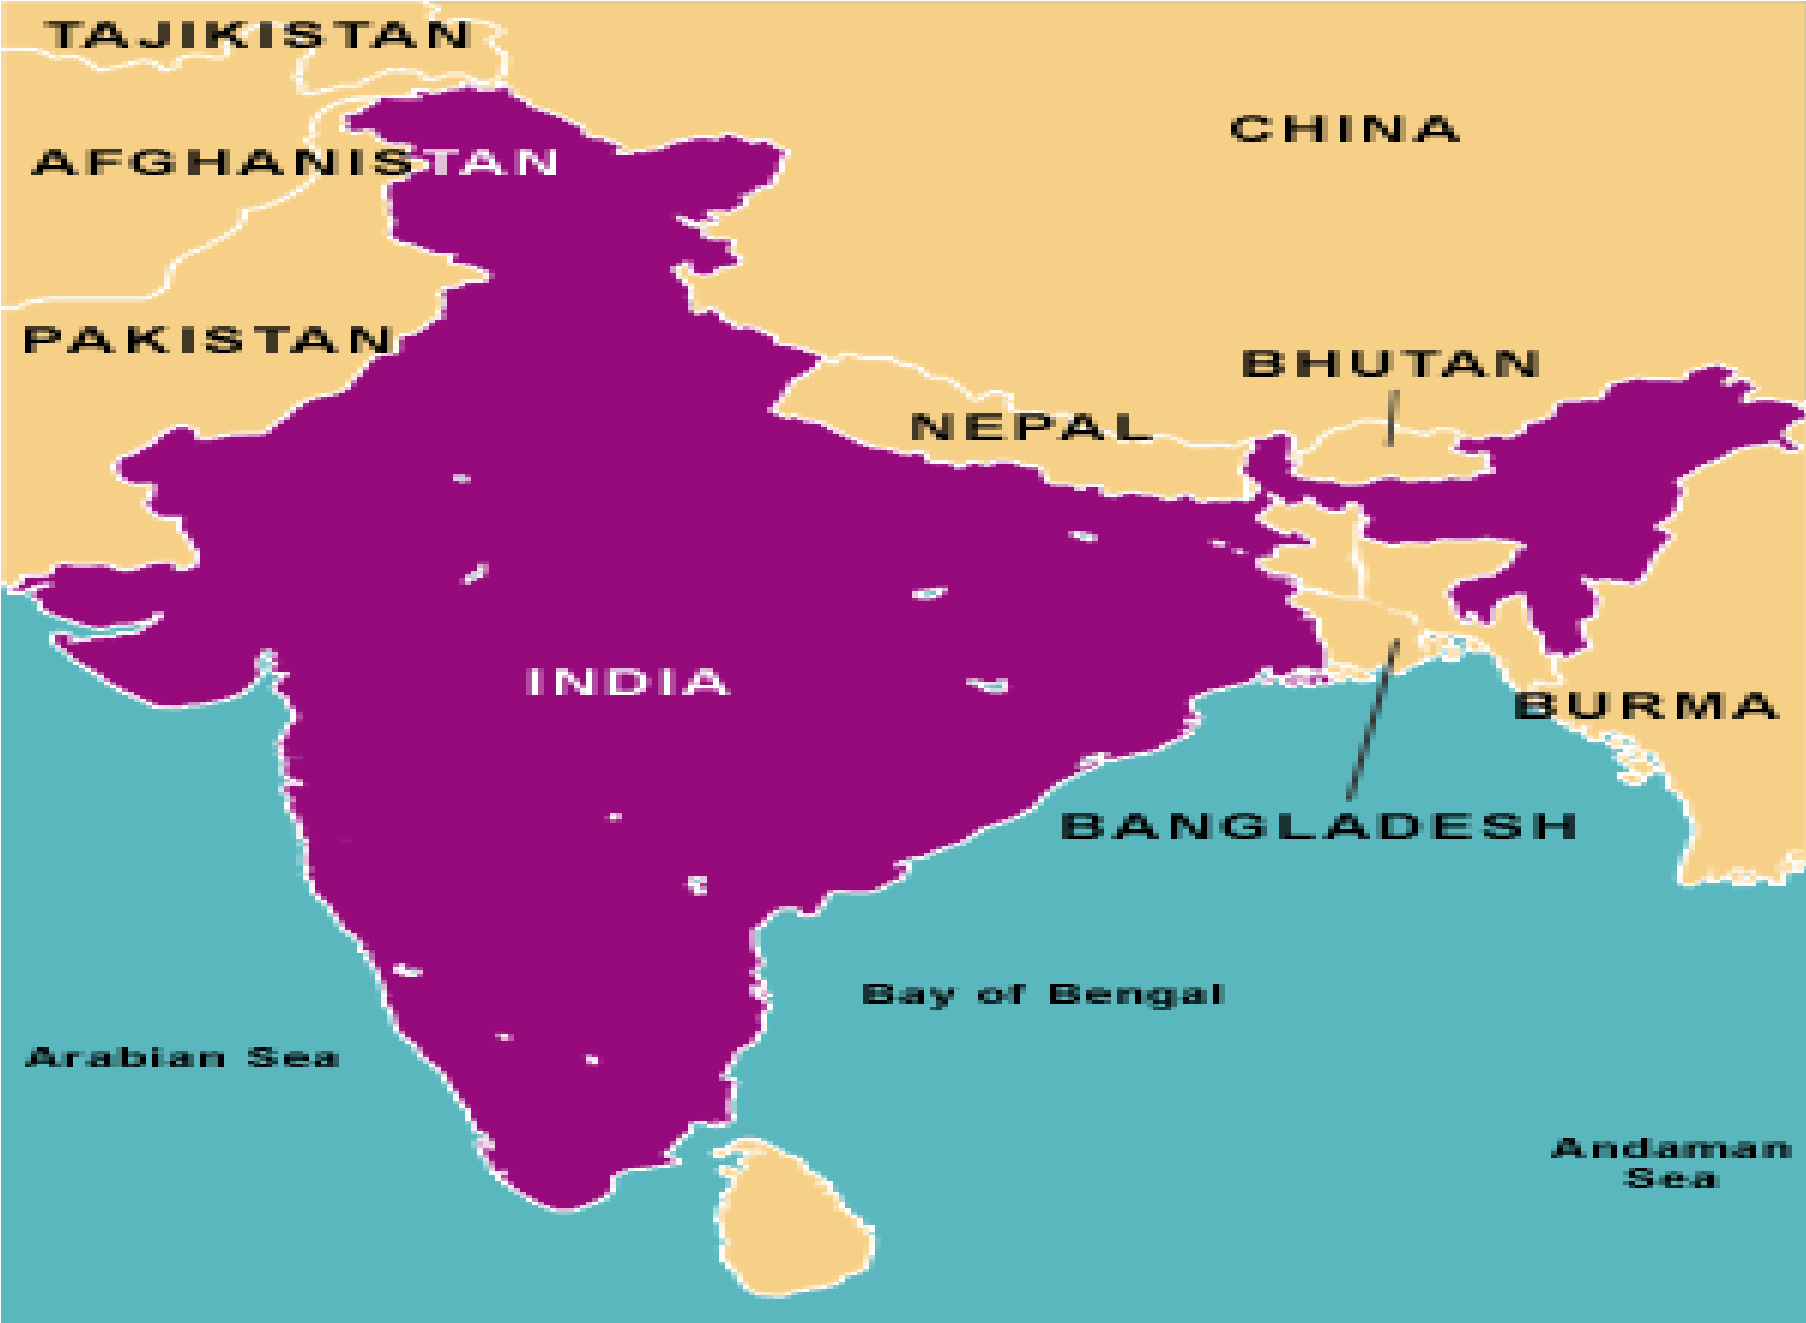 TAJIKISTAN
CHINA
AFGHANISTAN
PAKISTAN
BHUTAN
NEPAL
INDIA
BURMA
BANGLADESH
Bay of Bengal
Arabian Sea
Andaman
Sea